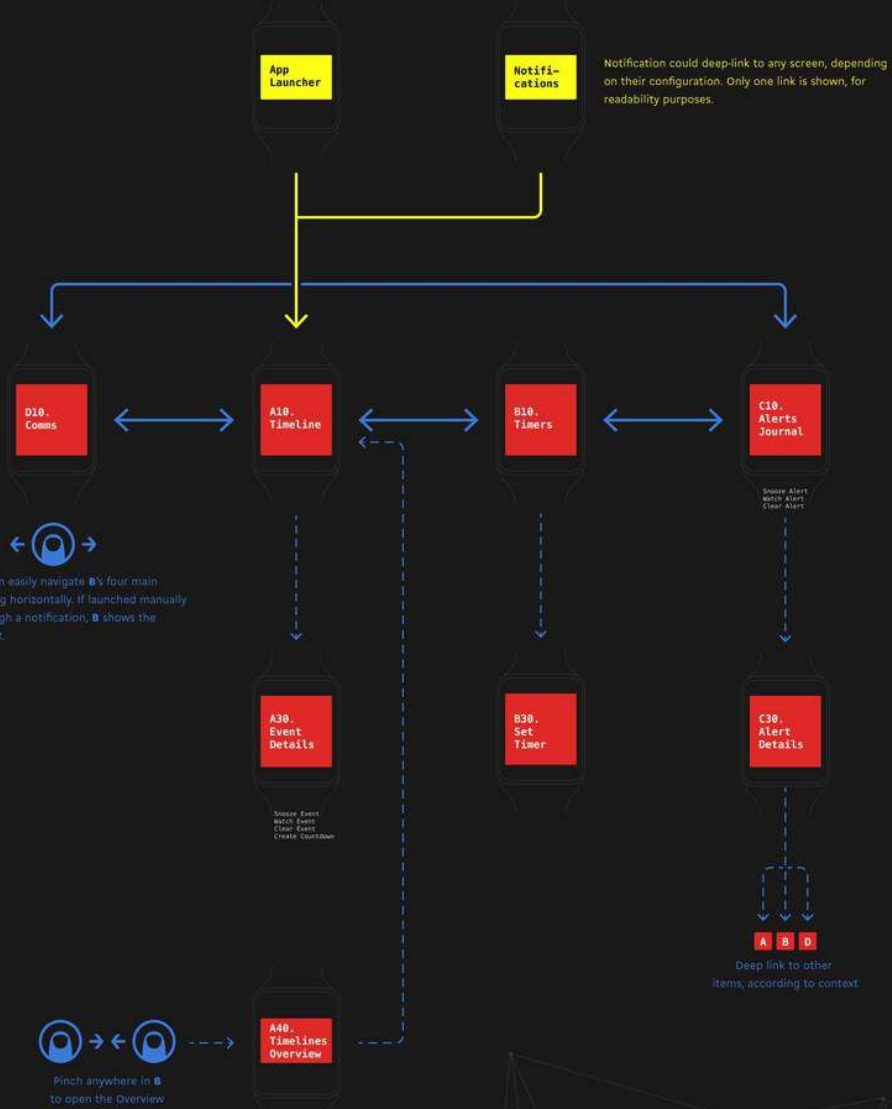 App
Launcher
Notifi-
cations
Notification could deep-link to any screen, depending
on their configuration. Only one link is shown, for
readability purposes.
D10.
Comms
A10.
Timeline
B10.
Timers
C10.
Alerts
Journal
Snooze Alert
Watch Alert
Clear Alert
easily navigate B's four main
horizontally. If launched manually
a notification, B shows the
A30.
Event
Details
Snooze Event
Watch Event
Clear Event
Create Countdown
B30.
Set
Timer
C30.
Alert
Details
A B D
Deep link to other
items, according to context
A40.
Timelines
Overview
Pinch anywhere in B
to open the Overview